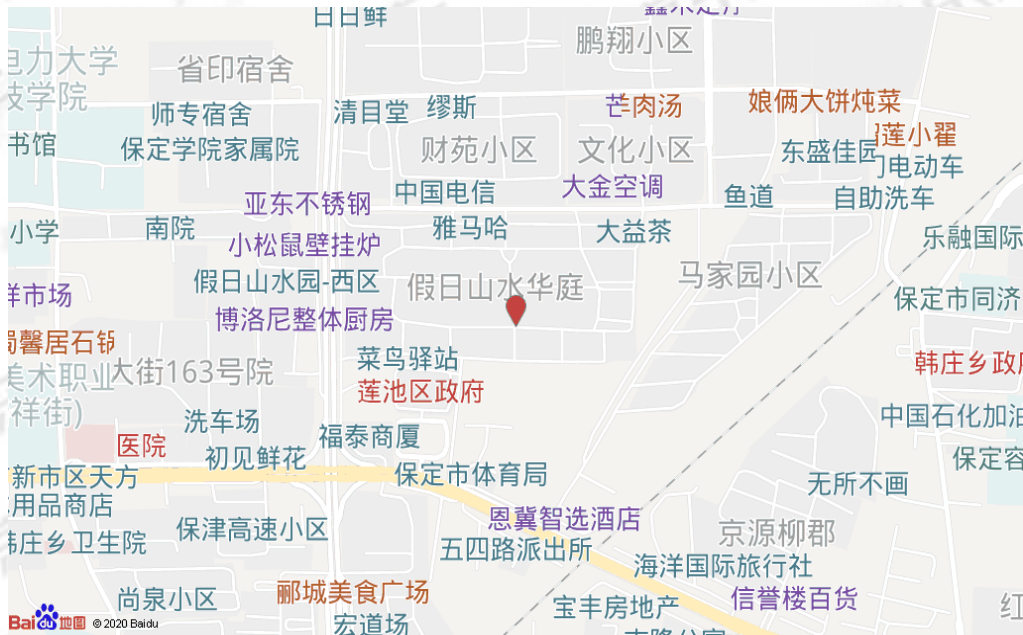 日日鲜
鹏翔小区
电力大学
技学院
省印宿舍
师专宿舍
清目堂
缪斯
羊肉汤
娘俩大饼炖菜
莲小翟
书馆
保定学院家属院
财苑小区
文化小区
东盛佳园
电动车
中国电信
大金空调
鱼道
自助洗车
亚东不锈钢
小学
南院
雅马哈
大益茶
乐融国际
小松鼠壁挂炉
假日山水园-西区
假日山水华庭
马家园小区
洋市场
博洛尼整体厨房
保定市同济
馨居石锅
菜鸟驿站
韩庄乡政府
美术职业
大街163号院
祥街)
莲池区政府
洗车场
福泰商厦
中国石化加油
医院
初见鲜花
保定市体育局
保定容
新市区天方
用品商店
无所不画
恩冀智选酒店
保津高速小区
京源柳郡
韩庄乡卫生院
五四路派出所
海洋国际旅行社
郦城美食广场
尚泉小区
宝丰房地产
信誉楼百货
红
宏道场
Bai du 地图 © 2020 Baidu